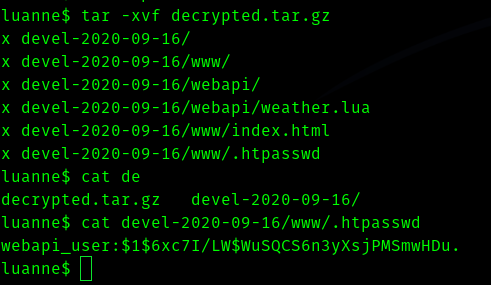 luanne$ tar -xvf decrypted.tar.gz
x devel-2020-09-16/
x devel-2020-09-16/www/
x devel-2020-09-16/webapi/
x devel-2020-09-16/webapi/weather.lua
x devel-2020-09-16/www/index.html
x devel-2020-09-16/www/.htpasswd
luanne$ cat de
decrypted.tar.gz   devel-2020-09-16/
luanne$ cat devel-2020-09-16/www/.htpasswd
webapi_user:$1$6xc7I/LW$WuSQCS6n3yXsjPMSmwHDu.
luanne$